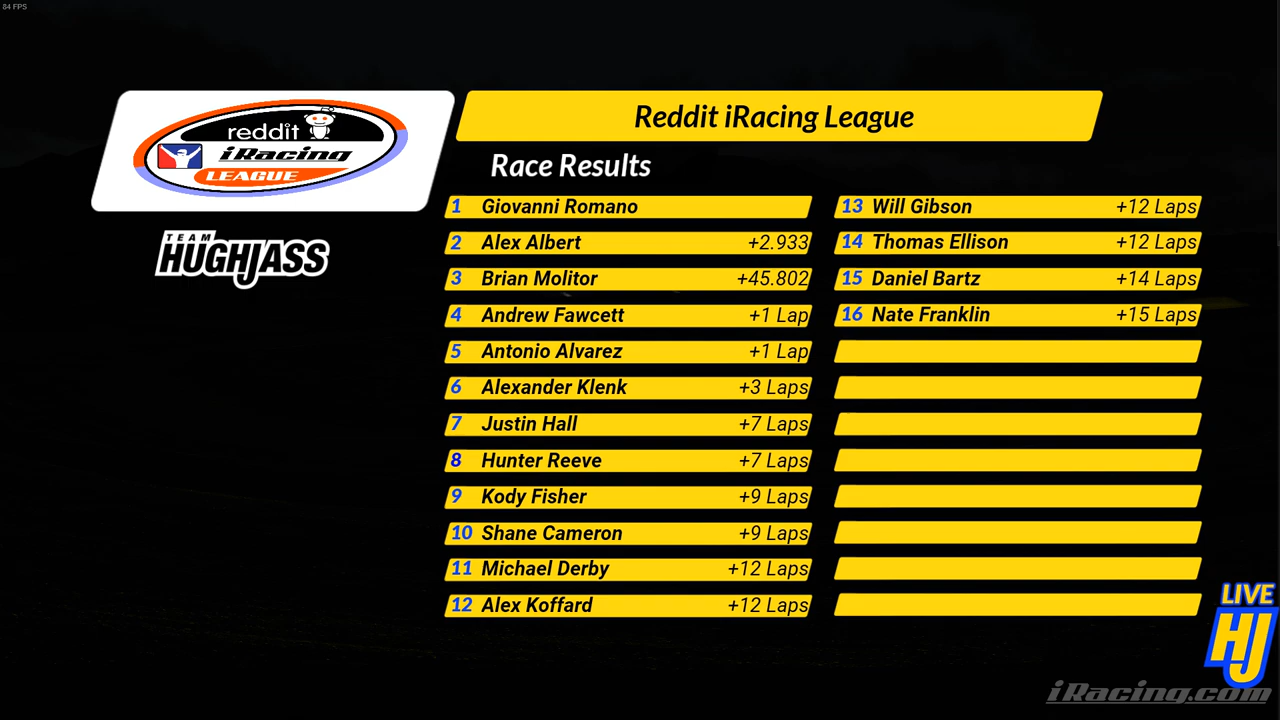 84 FPS
reddit
iRacing
LEAGUE
Reddit iRacing League
Race Results
TEAM
HUGHJASS
1 Giovanni Romano
2 Alex Albert +2.933
3 Brian Molitor +45.802
4 Andrew Fawcett +1 Lap
5 Antonio Alvarez +1 Lap
6 Alexander Klenk +3 Laps
7 Justin Hall +7 Laps
8 Hunter Reeve +7 Laps
9 Kody Fisher +9 Laps
10 Shane Cameron +9 Laps
11 Michael Derby +12 Laps
12 Alex Koffard +12 Laps
13 Will Gibson +12 Laps
14 Thomas Ellison +12 Laps
15 Daniel Bartz +14 Laps
16 Nate Franklin +15 Laps
LIVE
HJ
iRacing.com